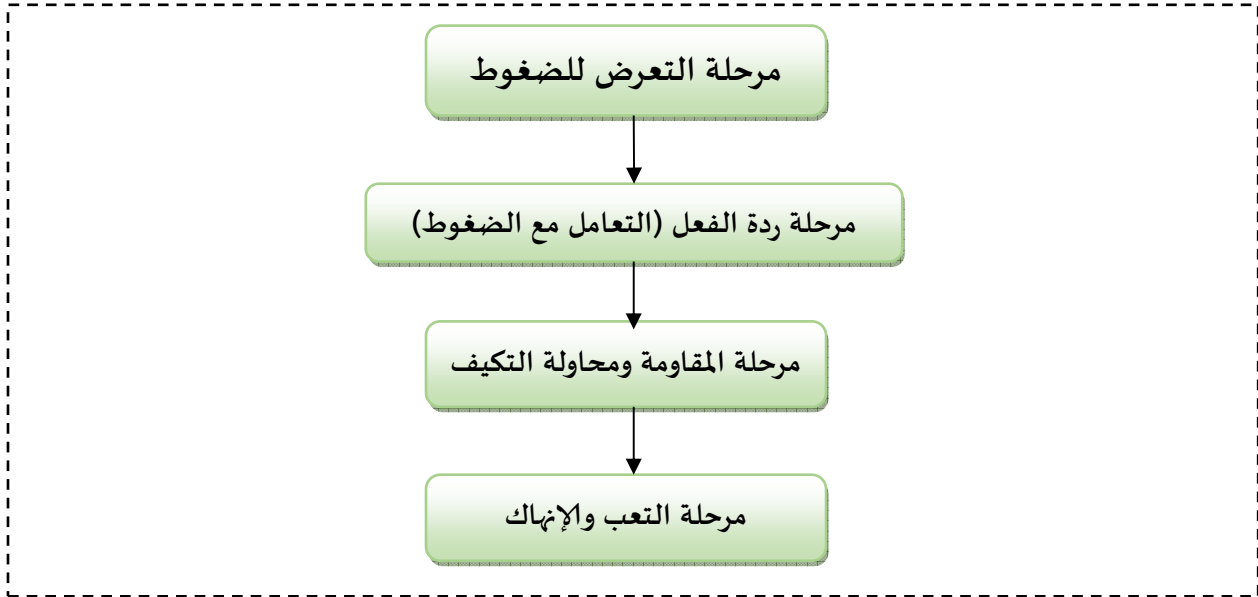 مرحلة التعرض للضغوط
مرحلة ردة الفعل (التعامل مع الضغوط)
مرحلة المقاومة ومحاولة التكيف
مرحلة التعب والإنهاك